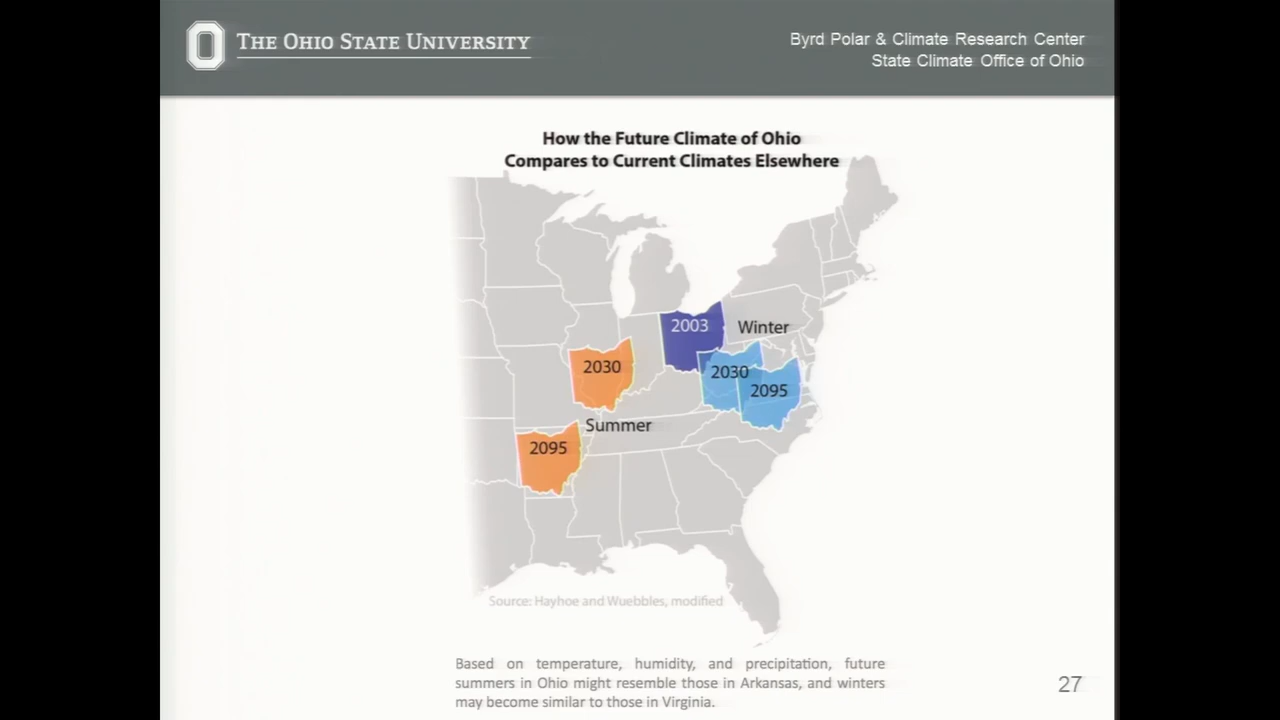 THE OHIO STATE UNIVERSITY
Byrd Polar & Climate Research Center
State Climate Office of Ohio
How the Future Climate of Ohio
Compares to Current Climates Elsewhere
2003
Winter
2030
2030
2095
Summer
2095
Source: Hayhoe and Wuebbles, modified
Based on temperature, humidity, and precipitation, future
summers in Ohio might resemble those in Arkansas, and winters
may become similar to those in Virginia.
27